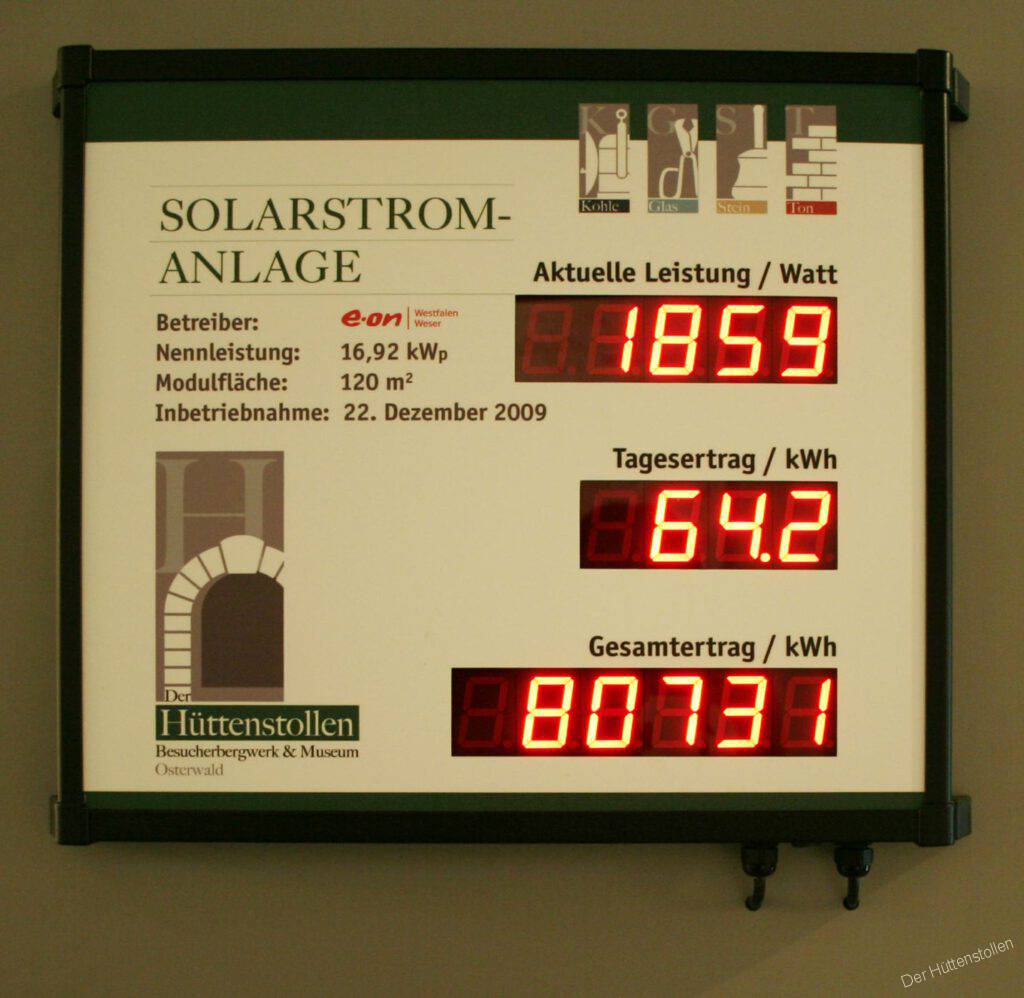 K G S T
Kohle Glas Stein Ton
SOLARSTROM-
ANLAGE
Aktuelle Leistung / Watt
1859
Betreiber: e·on Westfalen
Weser
Nennleistung: 16,92 kWp
Modulfläche: 120 m²
Inbetriebnahme: 22. Dezember 2009
Tagesertrag / kWh
64.2
H
Gesamtertrag / kWh
80731
Der
Hüttenstollen
Besucherbergwerk & Museum
Osterwald
Der Hüttenstollen